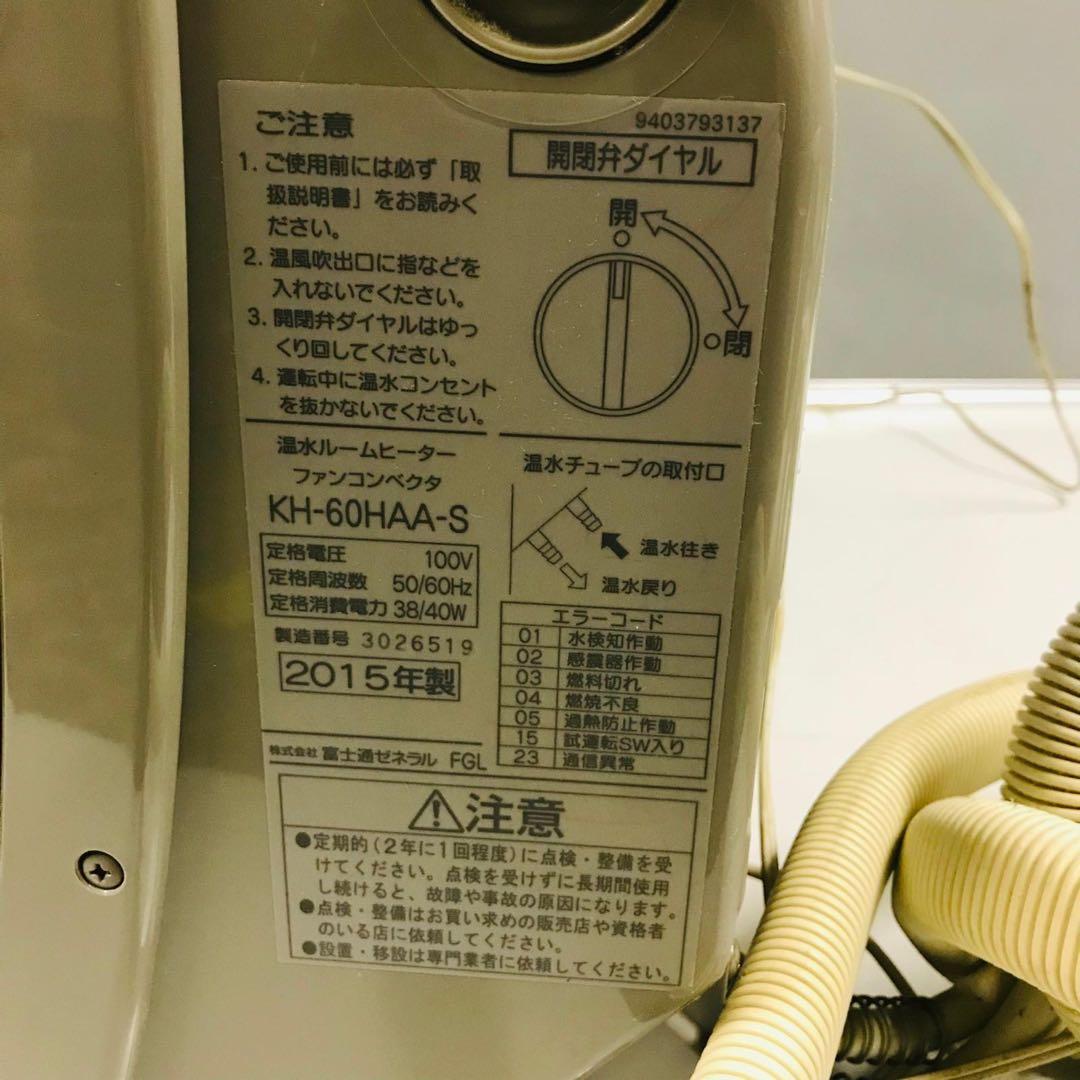 ご注意
1. ご使用前には必ず「取
扱説明書」をお読みく
ださい。
2. 温風吹出口に指などを
入れないでください。
3. 開閉弁ダイヤルはゆっ
くり回してください。
4. 運転中に温水コンセント
を抜かないでください。
温水ルームヒーター
ファンコンベクタ
KH-60HAA-S
定格電圧 100V
定格周波数 50/60Hz
定格消費電力 38/40W
製造番号 3026519
2015年製
株式会社 富士通ゼネラル FGL
9403793137
開閉弁ダイヤル
開
閉
温水チューブの取付口
温水往き
温水戻り
エラーコード
01 水検知作動
02 感震器作動
03 燃料切れ
04 燃焼不良
05 過熱防止作動
15 試運転SW入り
23 通信異常
注意
●定期的(2年に1回程度)に点検・整備を受
けてください。点検を受けずに長期間使用
し続けると、故障や事故の原因になります。
●点検・整備はお買い求めの販売店や資格者
のいる店に依頼してください。
●設置・移設は専門業者に依頼してください。